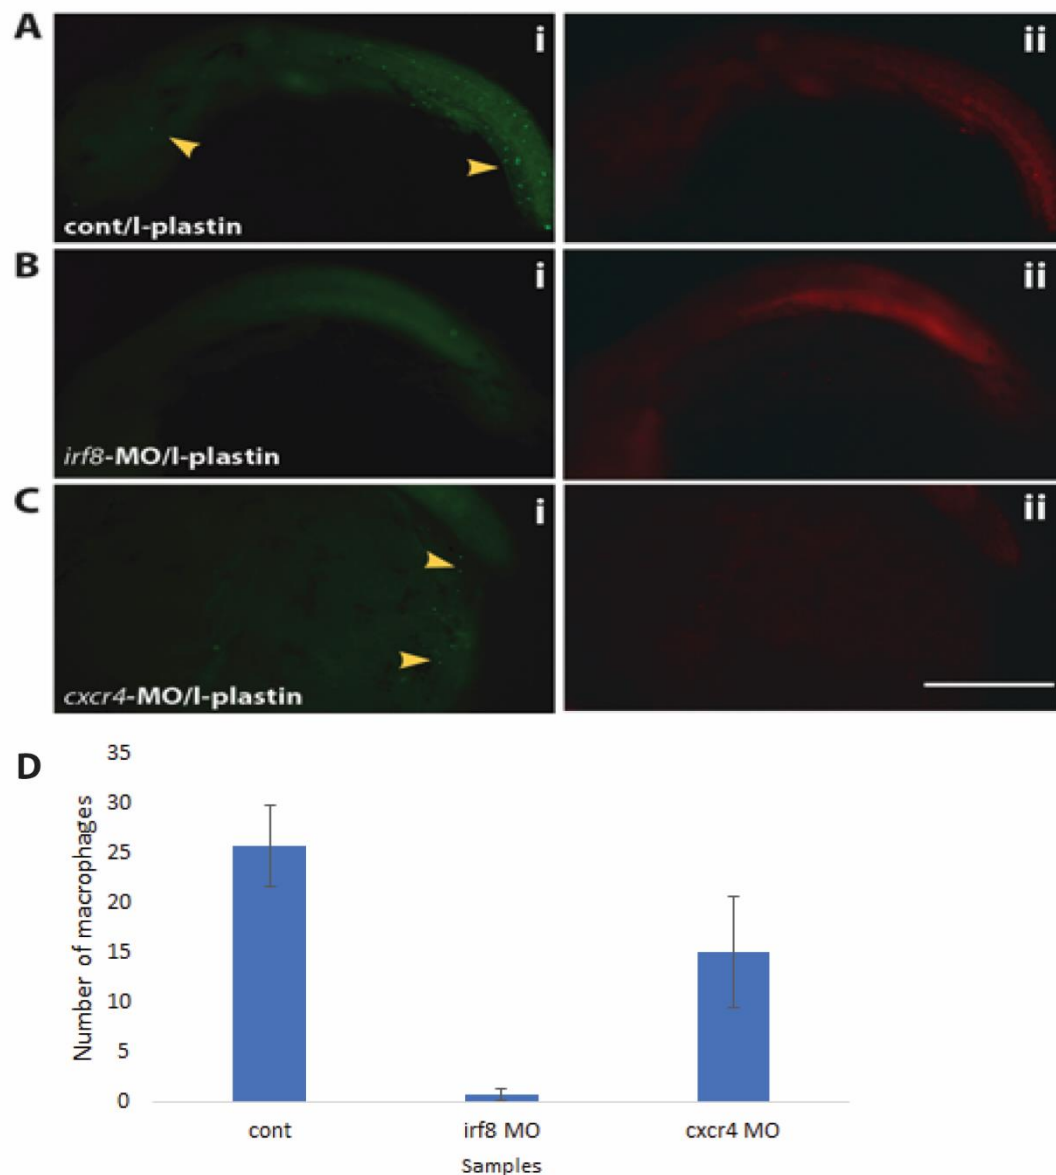 A
i
ii
cont/l-plastin
B
i
ii
irf8-MO/l-plastin
C
i
ii
cxcr4-MO/l-plastin
D
35
30
25
20
15
10
5
0
Number of macrophages
cont
irf8 MO
cxcr4 MO
Samples